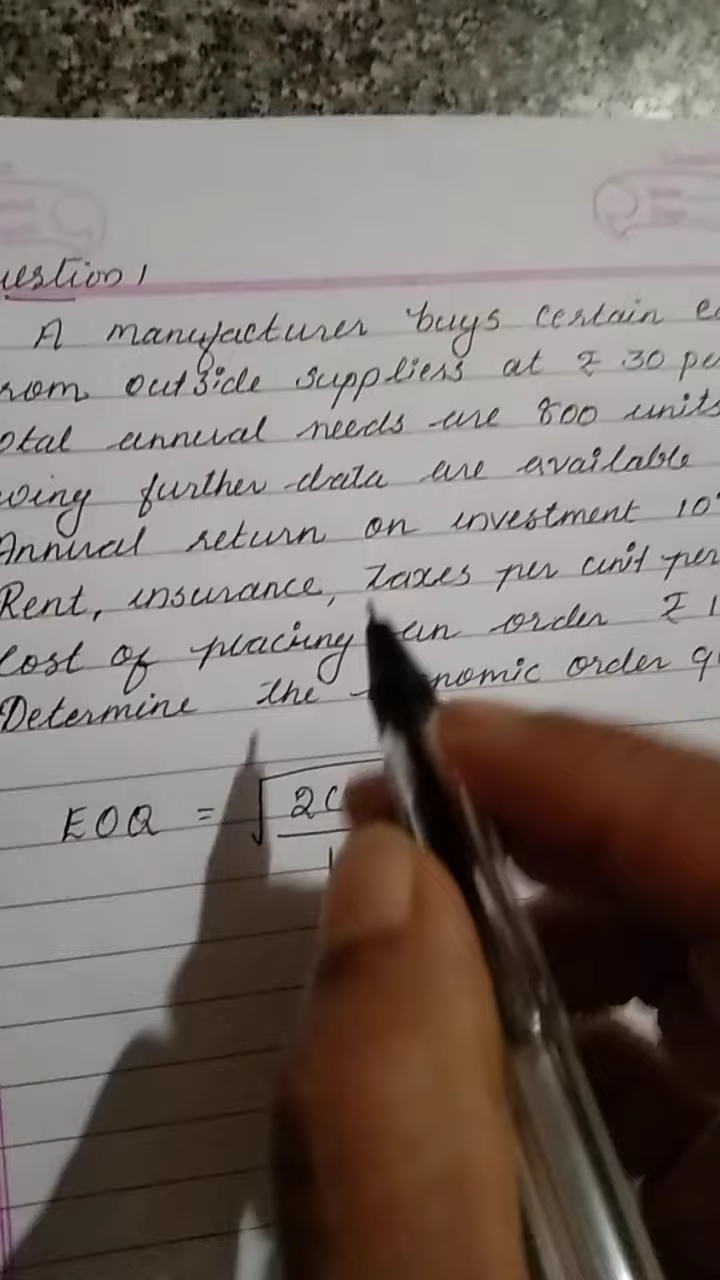 uestion 1
A manufacturer buys certain e
rom outside suppliers at ₹ 30 pe
otal annual needs are 800 units
wing further data are available
Annual return on investment 10%
Rent, insurance, taxes per unit per
Cost of placing an order ₹ 1
Determine the nomic order q
EOQ = √ 2C